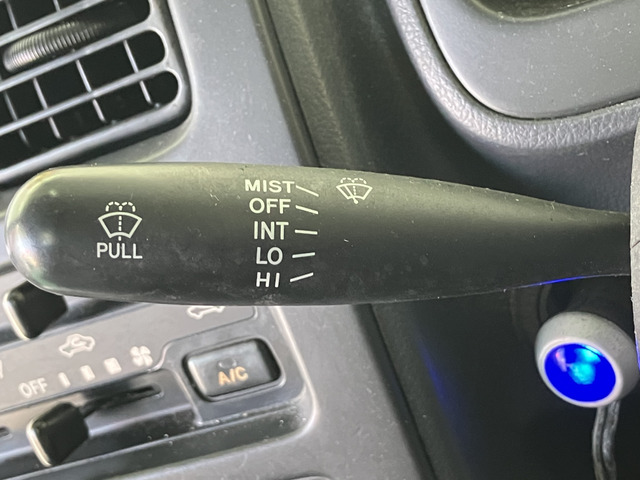 MIST
OFF
INT
LO
HI
PULL
OFF
A/C